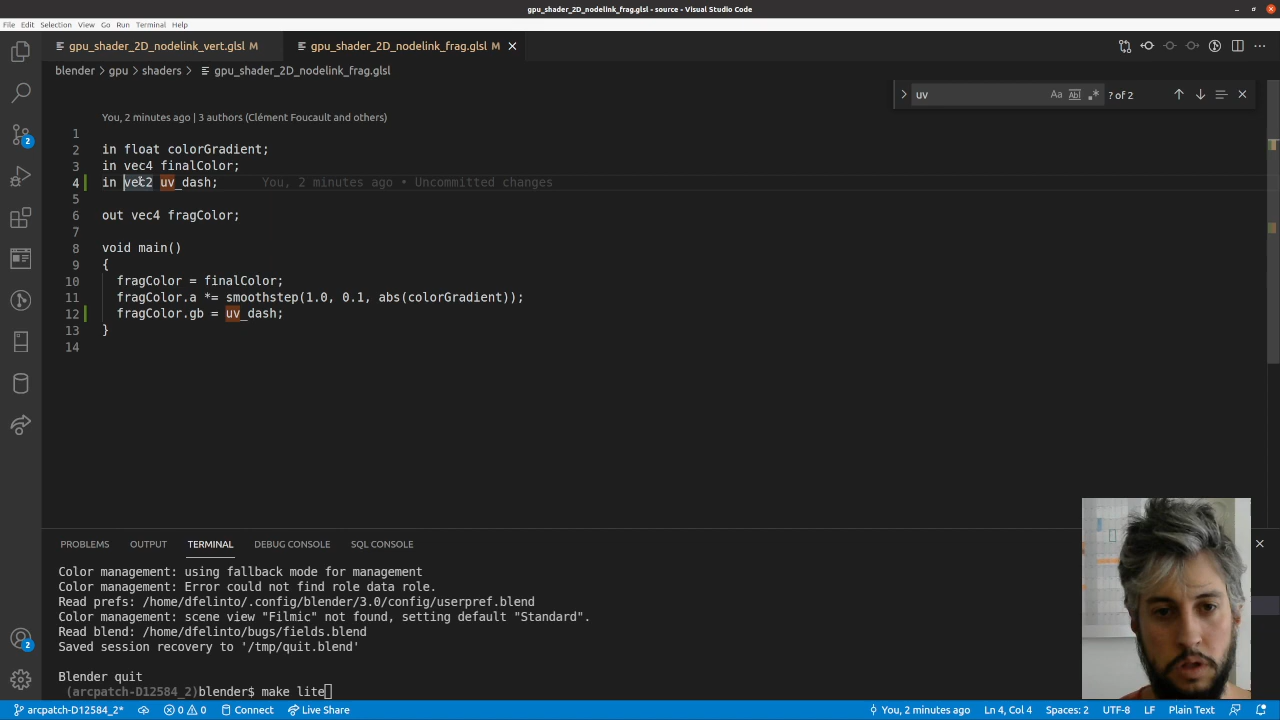 gpu_shader_2D_nodelink_frag.glsl - source - Visual Studio Code
File Edit Selection View Go Run Terminal Help
gpu_shader_2D_nodelink_vert.glsl M gpu_shader_2D_nodelink_frag.glsl M
blender > gpu > shaders > gpu_shader_2D_nodelink_frag.glsl
uv Aa Abl .* ? of 2
You, 2 minutes ago | 3 authors (Clément Foucault and others)
1
2 in float colorGradient;
3 in vec4 finalColor;
4 in vec2 uv_dash; You, 2 minutes ago • Uncommitted changes
5
6 out vec4 fragColor;
7
8 void main()
9 {
10 fragColor = finalColor;
11 fragColor.a *= smoothstep(1.0, 0.1, abs(colorGradient));
12 fragColor.gb = uv_dash;
13 }
14
2
PROBLEMS OUTPUT TERMINAL DEBUG CONSOLE SQL CONSOLE
Color management: using fallback mode for management
Color management: Error could not find role data role.
Read prefs: /home/dfelinto/.config/blender/3.0/config/userpref.blend
Color management: scene view "Filmic" not found, setting default "Standard".
Read blend: /home/dfelinto/bugs/fields.blend
Saved session recovery to '/tmp/quit.blend'
Blender quit
(arcpatch-D12584_2)blender$ make lite
2
arcpatch-D12584_2* 0 0 Connect Live Share You, 2 minutes ago Ln 4, Col 4 Spaces: 2 UTF-8 LF Plain Text